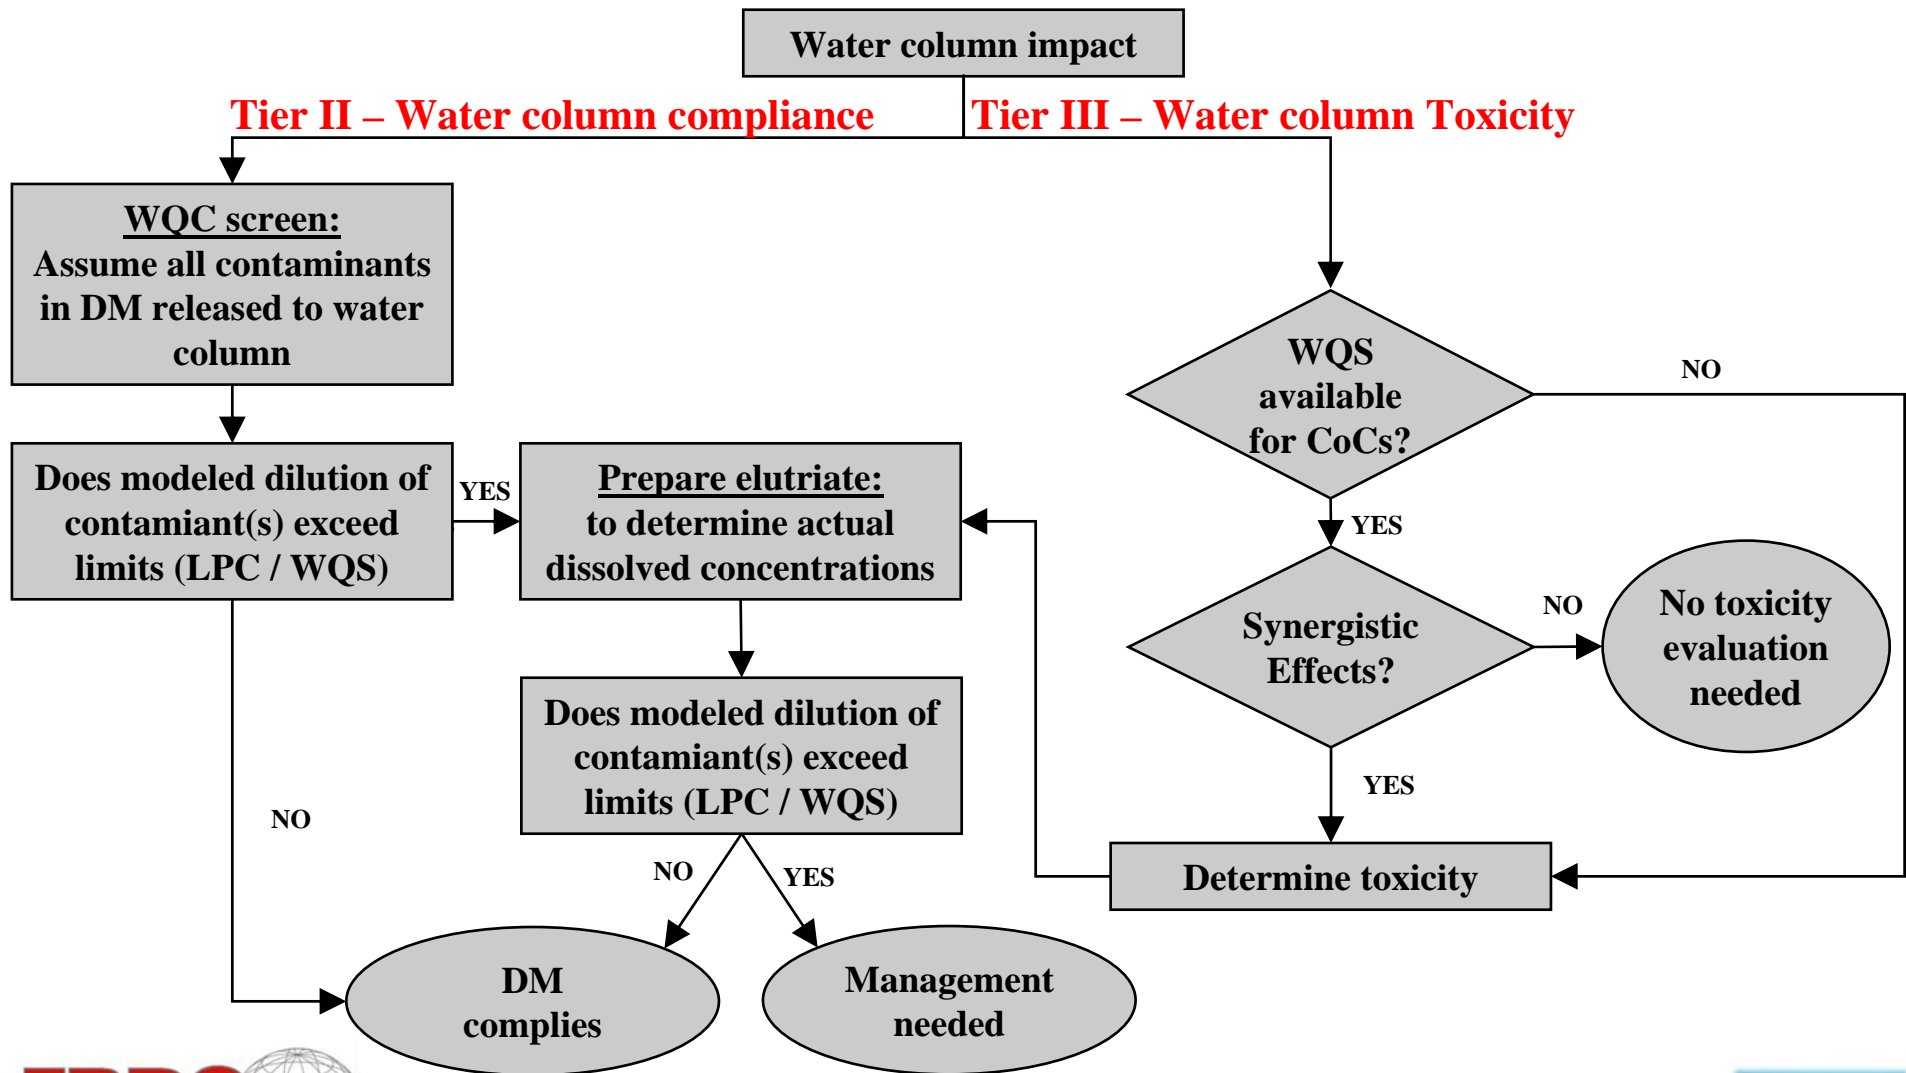 Water column impact
Tier II – Water column compliance
Tier III – Water column Toxicity
WQC screen:
Assume all contaminants
in DM released to water
column
WQS
available
for CoCs?
NO
Does modeled dilution of
contamiant(s) exceed
limits (LPC / WQS)
YES
Prepare elutriate:
to determine actual
dissolved concentrations
YES
Synergistic
Effects?
NO
No toxicity
evaluation
needed
Does modeled dilution of
contamiant(s) exceed
limits (LPC / WQS)
YES
NO
NO
YES
Determine toxicity
DM
complies
Management
needed